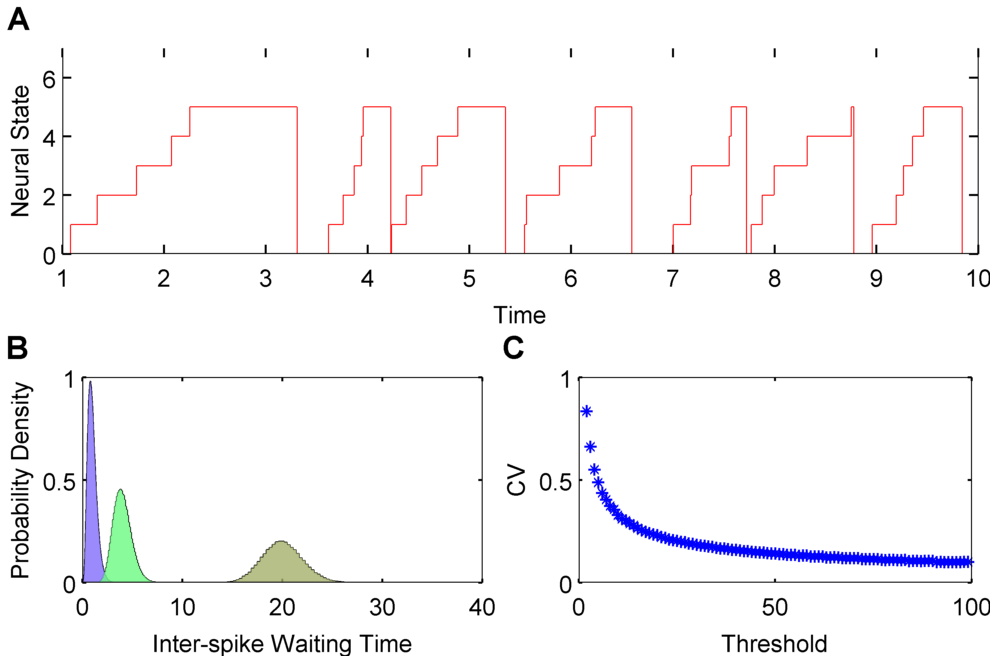 A
Neural State
6
4
2
0
1 2 3 4 5 6 7 8 9 10
Time
B
Probability Density
1
0.5
0
0 10 20 30 40
Inter-spike Waiting Time
C
CV
1
0.5
0
0 50 100
Threshold